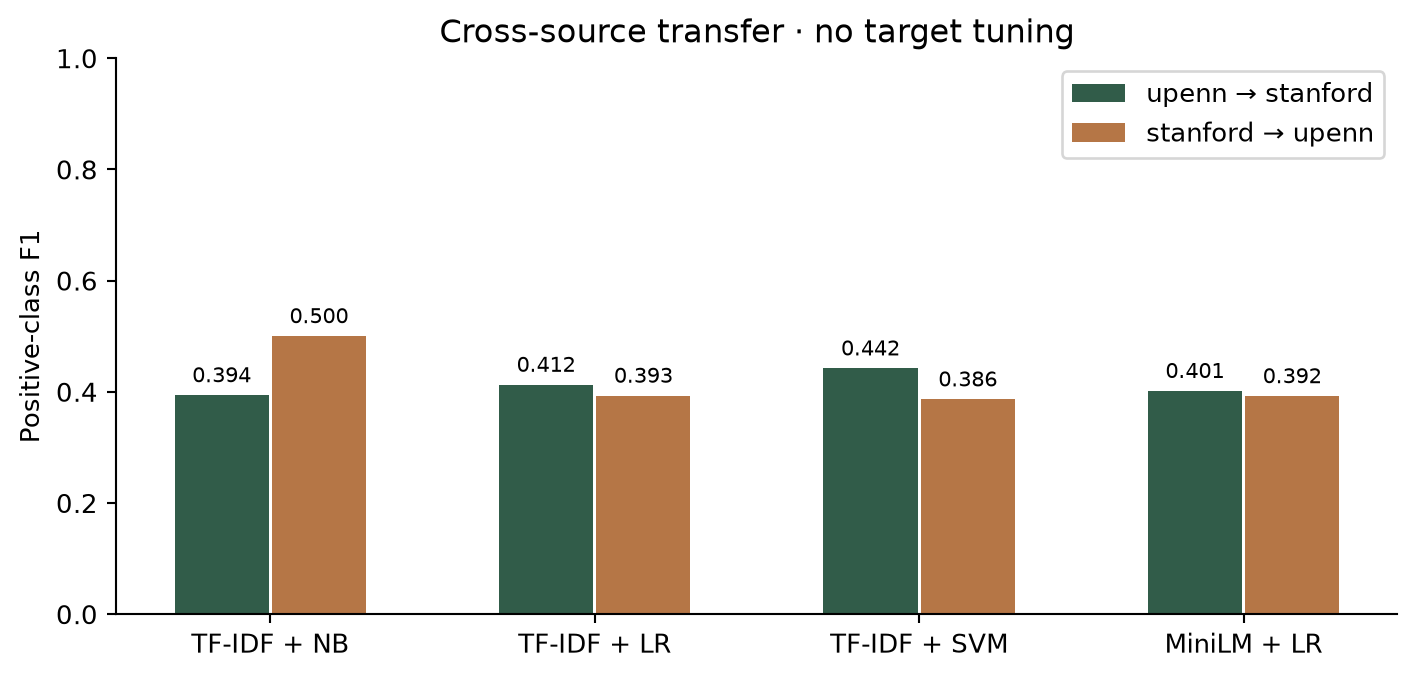 Cross-source transfer · no target tuning
upenn → stanford
stanford → upenn
Positive-class F1
1.0
0.8
0.6
0.4
0.2
0.0
0.394
0.500
0.412
0.393
0.442
0.386
0.401
0.392
TF-IDF + NB
TF-IDF + LR
TF-IDF + SVM
MiniLM + LR